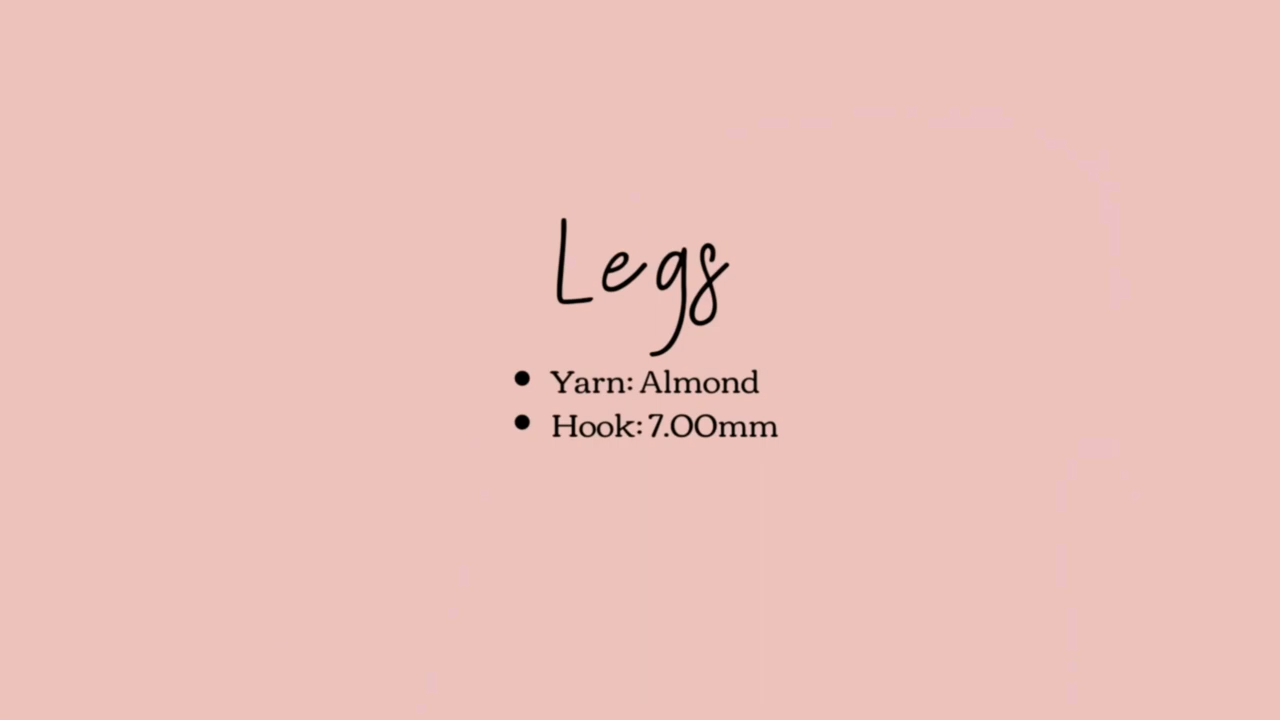 Legs
• Yarn: Almond
• Hook: 7.00mm